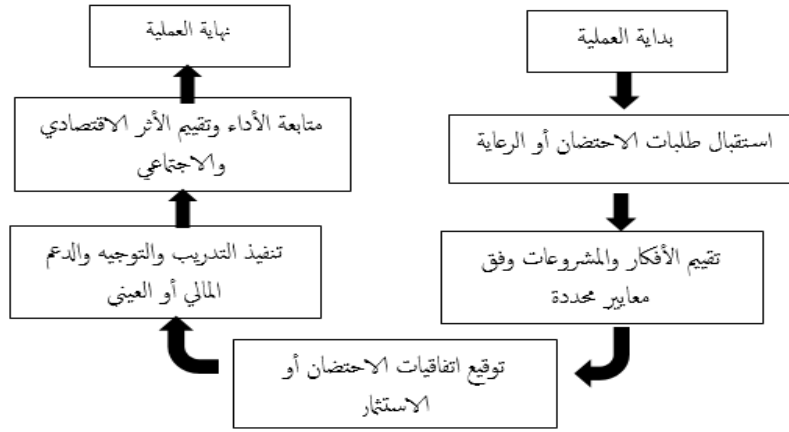 بداية العملية
استقبال طلبات الاحتضان أو الرعاية
تقييم الأفكار والمشروعات وفق
معايير محددة
توقيع اتفاقيات الاحتضان أو
الاستثمار
تنفيذ التدريب والتوجيه والدعم
المالي أو العيني
متابعة الأداء وتقييم الأثر الاقتصادي
والاجتماعي
نهاية العملية